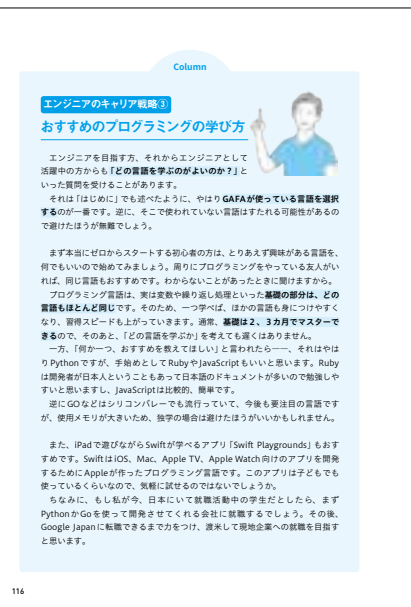 Column
エンジニアのキャリア戦略③
おすすめのプログラミングの学び方
エンジニアを目指す方、それからエンジニアとして
活躍中の方からも「どの言語を学ぶのがよいのか？」と
いった質問を受けることがあります。
それは「はじめに」でも述べたように、やはりGAFAが使っている言語を選択
するのが一番です。逆に、そこで使われていない言語はすたれる可能性があるの
で避けたほうが無難でしょう。
まず本当にゼロからスタートする初心者の方は、とりあえず興味がある言語を、
何でもいいので始めてみましょう。周りにプログラミングをやっている友人がい
れば、同じ言語もおすすめです。わからないことがあったときに聞けますから。
プログラミング言語は、実は変数や繰り返し処理といった基礎の部分は、どの
言語もほとんど同じです。そのため、一つ学べば、ほかの言語も身につけやすく
なり、習得スピードも上がっていきます。通常、基礎は２、３カ月でマスターで
きるので、そのあと、「どの言語を学ぶか」を考えても遅くはありません。
一方、「何か一つ、おすすめを教えてほしい」と言われたら――、それはやは
りPythonですが、手始めとしてRubyやJavaScriptもいいと思います。Ruby
は開発者が日本人ということもあって日本語のドキュメントが多いので勉強しや
すいと思いますし、JavaScriptは比較的、簡単です。
逆にGOなどはシリコンバレーでも流行っていて、今後も要注目の言語です
が、使用メモリが大きいため、独学の場合は避けたほうがいいかもしれません。
また、iPadで遊びながらSwiftが学べるアプリ「Swift Playgrounds」もおす
すめです。SwiftはiOS、Mac、Apple TV、Apple Watch向けのアプリを開発
するためにAppleが作ったプログラミング言語です。このアプリは子どもでも
使っているくらいなので、気軽に試せるのではないでしょうか。
ちなみに、もし私が今、日本にいて就職活動中の学生だとしたら、まず
PythonかGoを使って開発させてくれる会社に就職するでしょう。その後、
Google Japanに転職できるまで力をつけ、渡米して現地企業への就職を目指す
と思います。
116